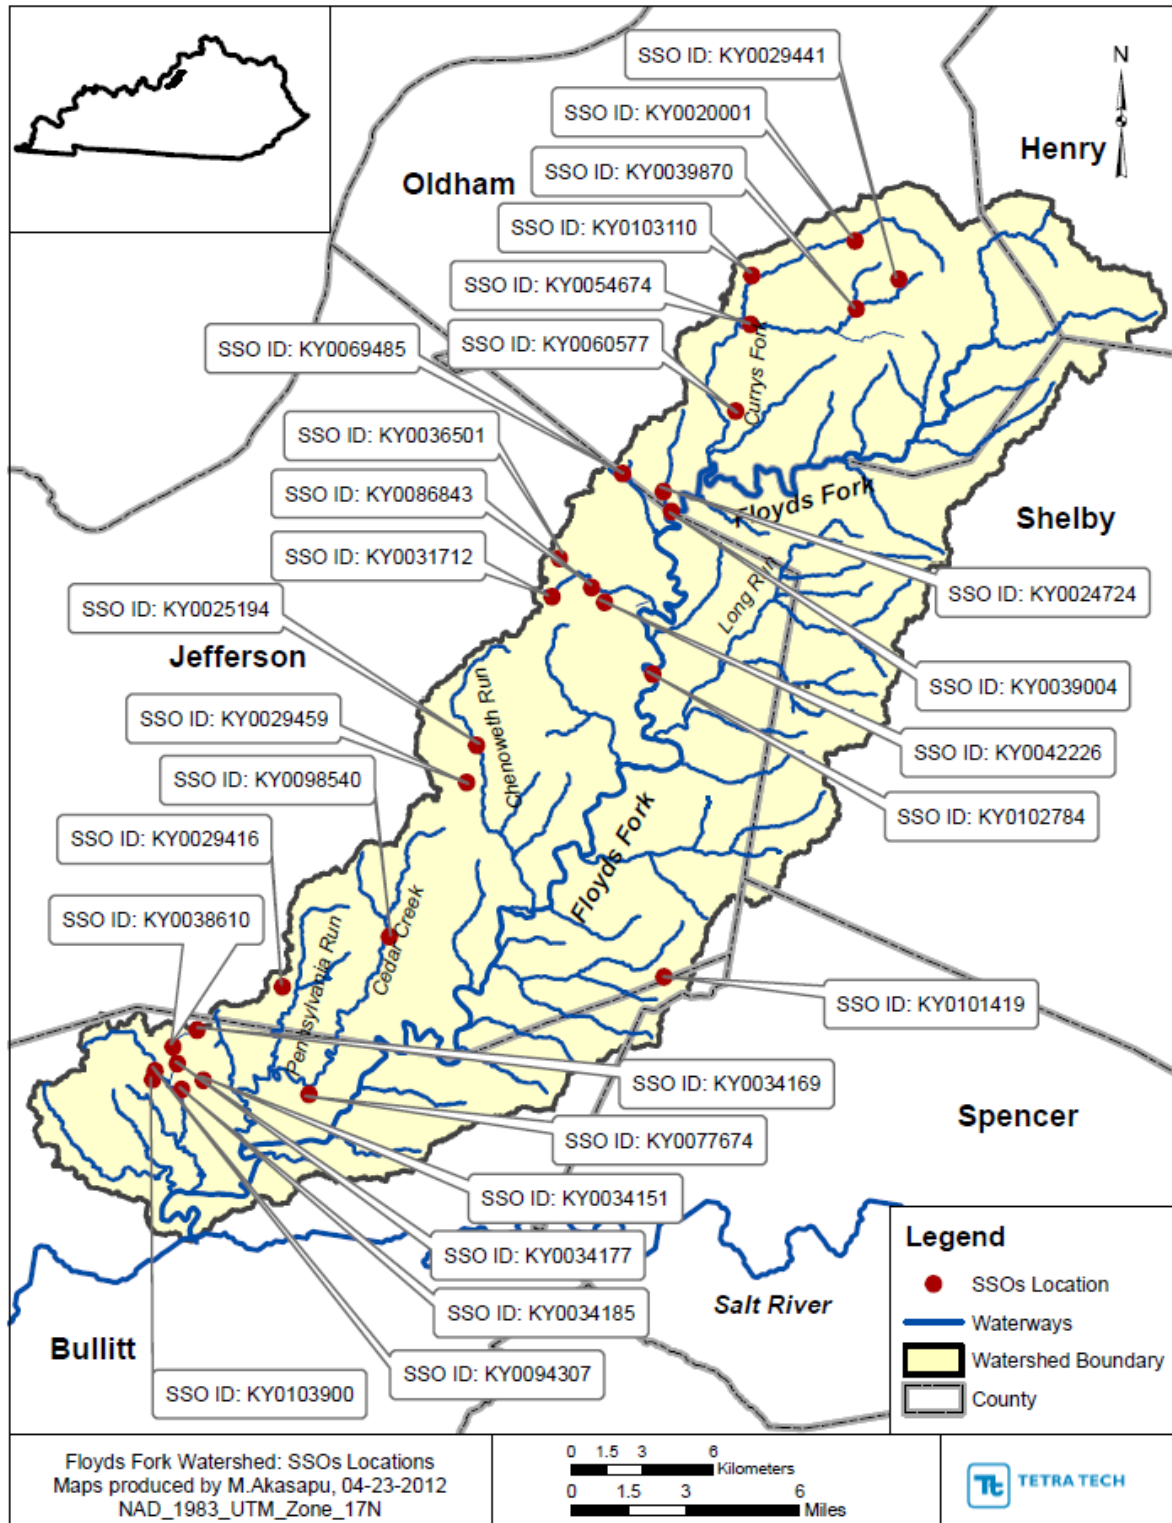 SSO ID: KY0029441
N
SSO ID: KY0020001
Henry
SSO ID: KY0039870
Oldham
SSO ID: KY0103110
SSO ID: KY0054674
SSO ID: KY0069485
SSO ID: KY0060577
Currys Fork
SSO ID: KY0036501
SSO ID: KY0086843
Floyds Fork
Shelby
SSO ID: KY0031712
SSO ID: KY0024724
SSO ID: KY0025194
Long Run
Jefferson
SSO ID: KY0039004
SSO ID: KY0029459
Chenoweth Run
SSO ID: KY0042226
SSO ID: KY0098540
SSO ID: KY0102784
SSO ID: KY0029416
Floyds Fork
SSO ID: KY0038610
Cedar Creek
Pennsylvania Run
SSO ID: KY0101419
SSO ID: KY0034169
Spencer
SSO ID: KY0077674
SSO ID: KY0034151
SSO ID: KY0034177
Salt River
SSO ID: KY0034185
Bullitt
SSO ID: KY0094307
SSO ID: KY0103900
Legend
SSOs Location
Waterways
Watershed Boundary
County
Floyds Fork Watershed: SSOs Locations
Maps produced by M.Akasapu, 04-23-2012
NAD_1983_UTM_Zone_17N
0 1.5 3 6
Kilometers
0 1.5 3 6
Miles
Tt TETRA TECH